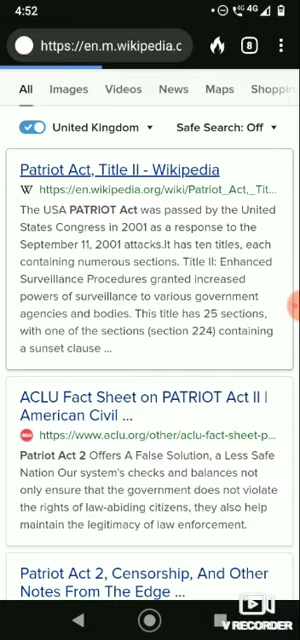 4:52
4G 4G
https://en.m.wikipedia.c
8
All Images Videos News Maps Shoppin
United Kingdom Safe Search: Off
Patriot Act, Title II - Wikipedia
W https://en.wikipedia.org/wiki/Patriot_Act,_Tit...
The USA PATRIOT Act was passed by the United
States Congress in 2001 as a response to the
September 11, 2001 attacks.It has ten titles, each
containing numerous sections. Title II: Enhanced
Surveillance Procedures granted increased
powers of surveillance to various government
agencies and bodies. This title has 25 sections,
with one of the sections (section 224) containing
a sunset clause ...
ACLU Fact Sheet on PATRIOT Act II |
American Civil ...
https://www.aclu.org/other/aclu-fact-sheet-p...
Patriot Act 2 Offers A False Solution, a Less Safe
Nation Our system's checks and balances not
only ensure that the government does not violate
the rights of law-abiding citizens, they also help
maintain the legitimacy of law enforcement.
Patriot Act 2, Censorship, And Other
Notes From The Edge ...
V RECORDER